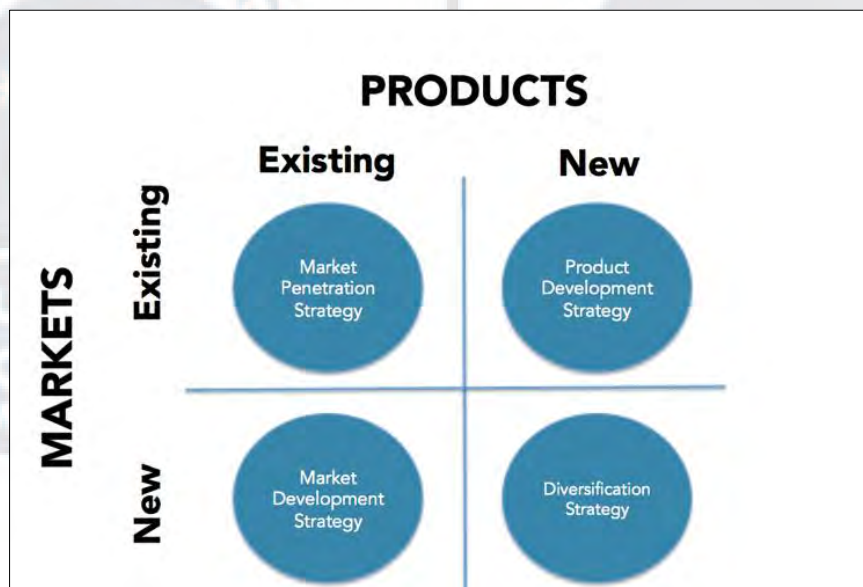 PRODUCTS
Existing
New
MARKETS
Existing
Market
Penetration
Strategy
Product
Development
Strategy
New
Market
Development
Strategy
Diversification
Strategy